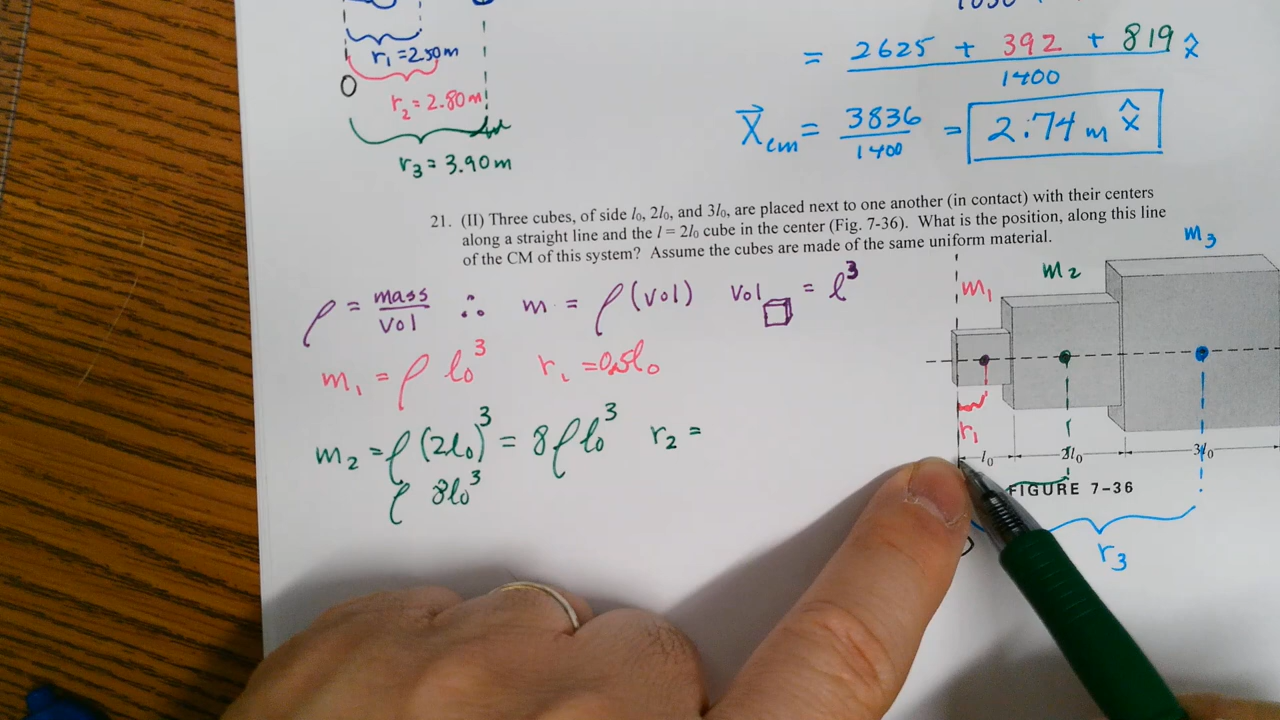 r₁=2.50m
O
r₂=2.80m
r₃=3.90m
= 2625 + 392 + 819 x̂
1400
X⃗cm = 3836/1400 = 2.74 m x̂
21. (II) Three cubes, of side l₀, 2l₀, and 3l₀, are placed next to one another (in contact) with their centers
along a straight line and the l = 2l₀ cube in the center (Fig. 7-36). What is the position, along this line
of the CM of this system? Assume the cubes are made of the same uniform material.
ρ = mass/vol ∴ m = ρ(vol) vol = l³
m₁ = ρ l₀³ r₁ = 0.5l₀
m₂ = ρ(2l₀)³ = 8ρl₀³ r₂ =
ρ 8l₀³
m₁
m₂
m₃
r₁
l₀ 2l₀ 3l₀
FIGURE 7-36
r₃